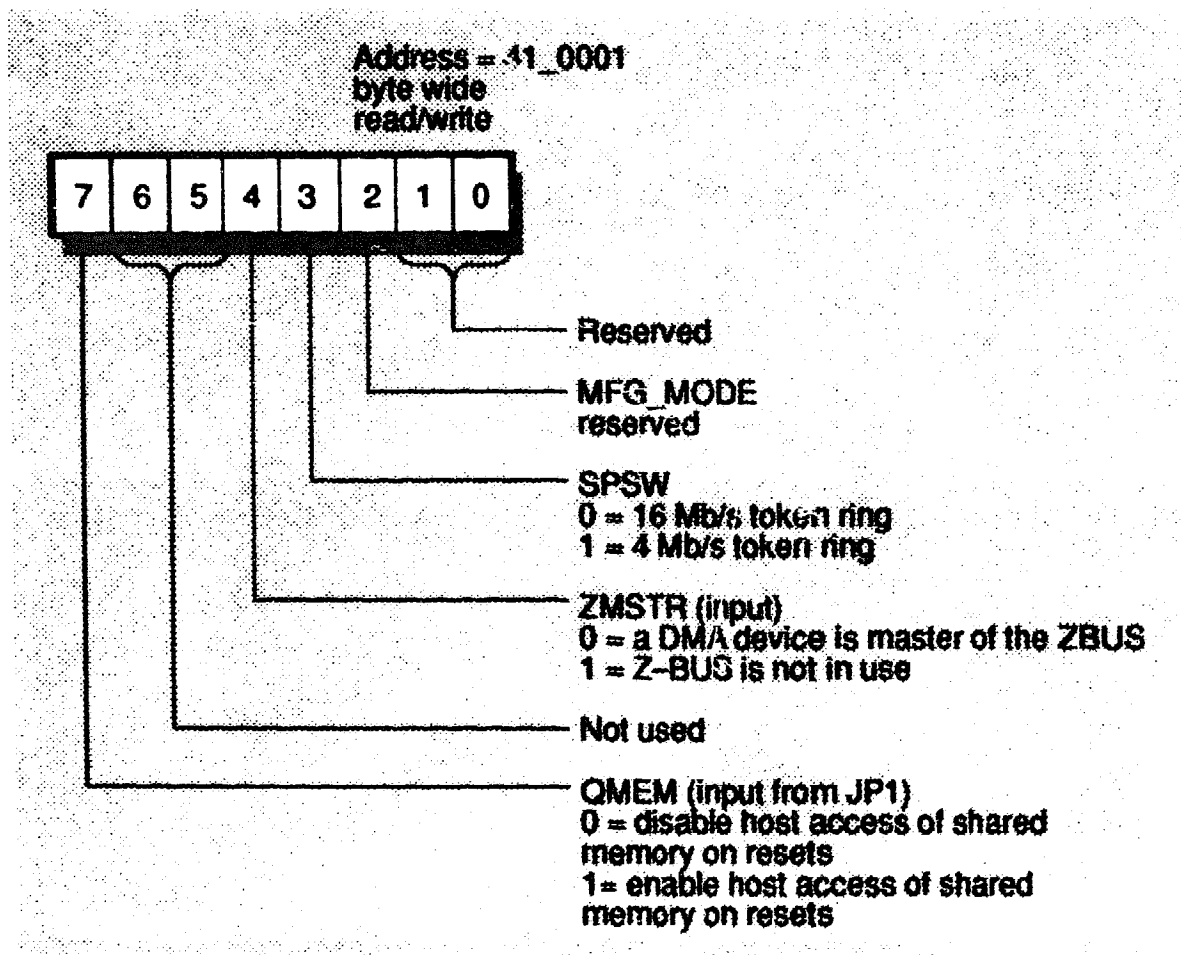 Address = 41_0001
byte wide
read/write
7 6 5 4 3 2 1 0
Reserved
MFG_MODE
reserved
SPSW
0 = 16 Mb/s token ring
1 = 4 Mb/s token ring
ZMSTR (input)
0 = a DMA device is master of the ZBUS
1 = Z-BUS is not in use
Not used
QMEM (input from JP1)
0 = disable host access of shared
memory on resets
1= enable host access of shared
memory on resets